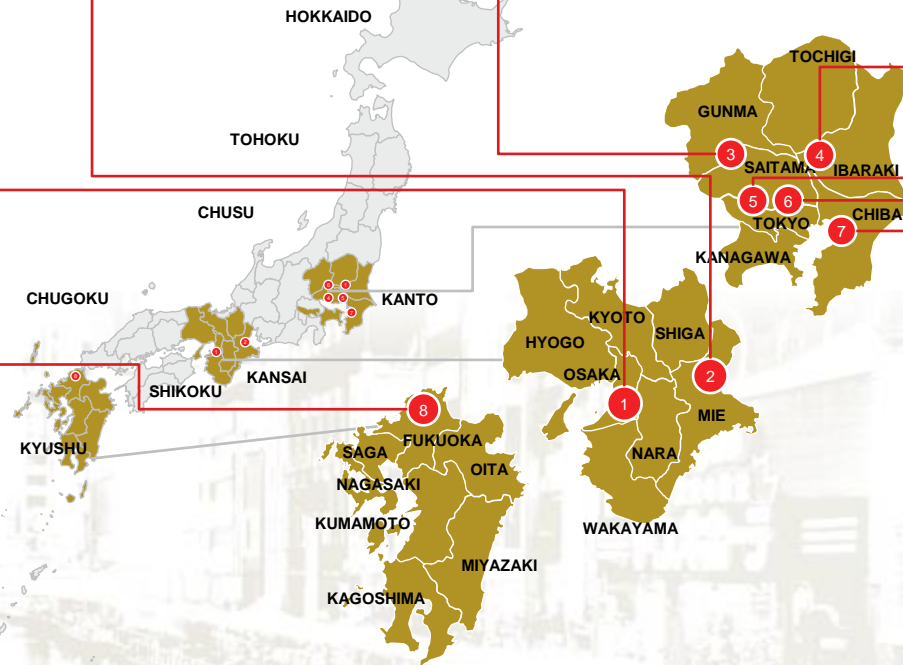 HOKKAIDO
TOHOKU
CHUSU
CHUGOKU
KANTO
SHIKOKU
KANSAI
KYUSHU
TOCHIGI
GUNMA
3
4
SAITAMA
IBARAKI
5
6
TOKYO
CHIBA
7
KANAGAWA
KYOTO
SHIGA
HYOGO
OSAKA
2
1
MIE
NARA
WAKAYAMA
8
FUKUOKA
SAGA
OITA
NAGASAKI
KUMAMOTO
MIYAZAKI
KAGOSHIMA